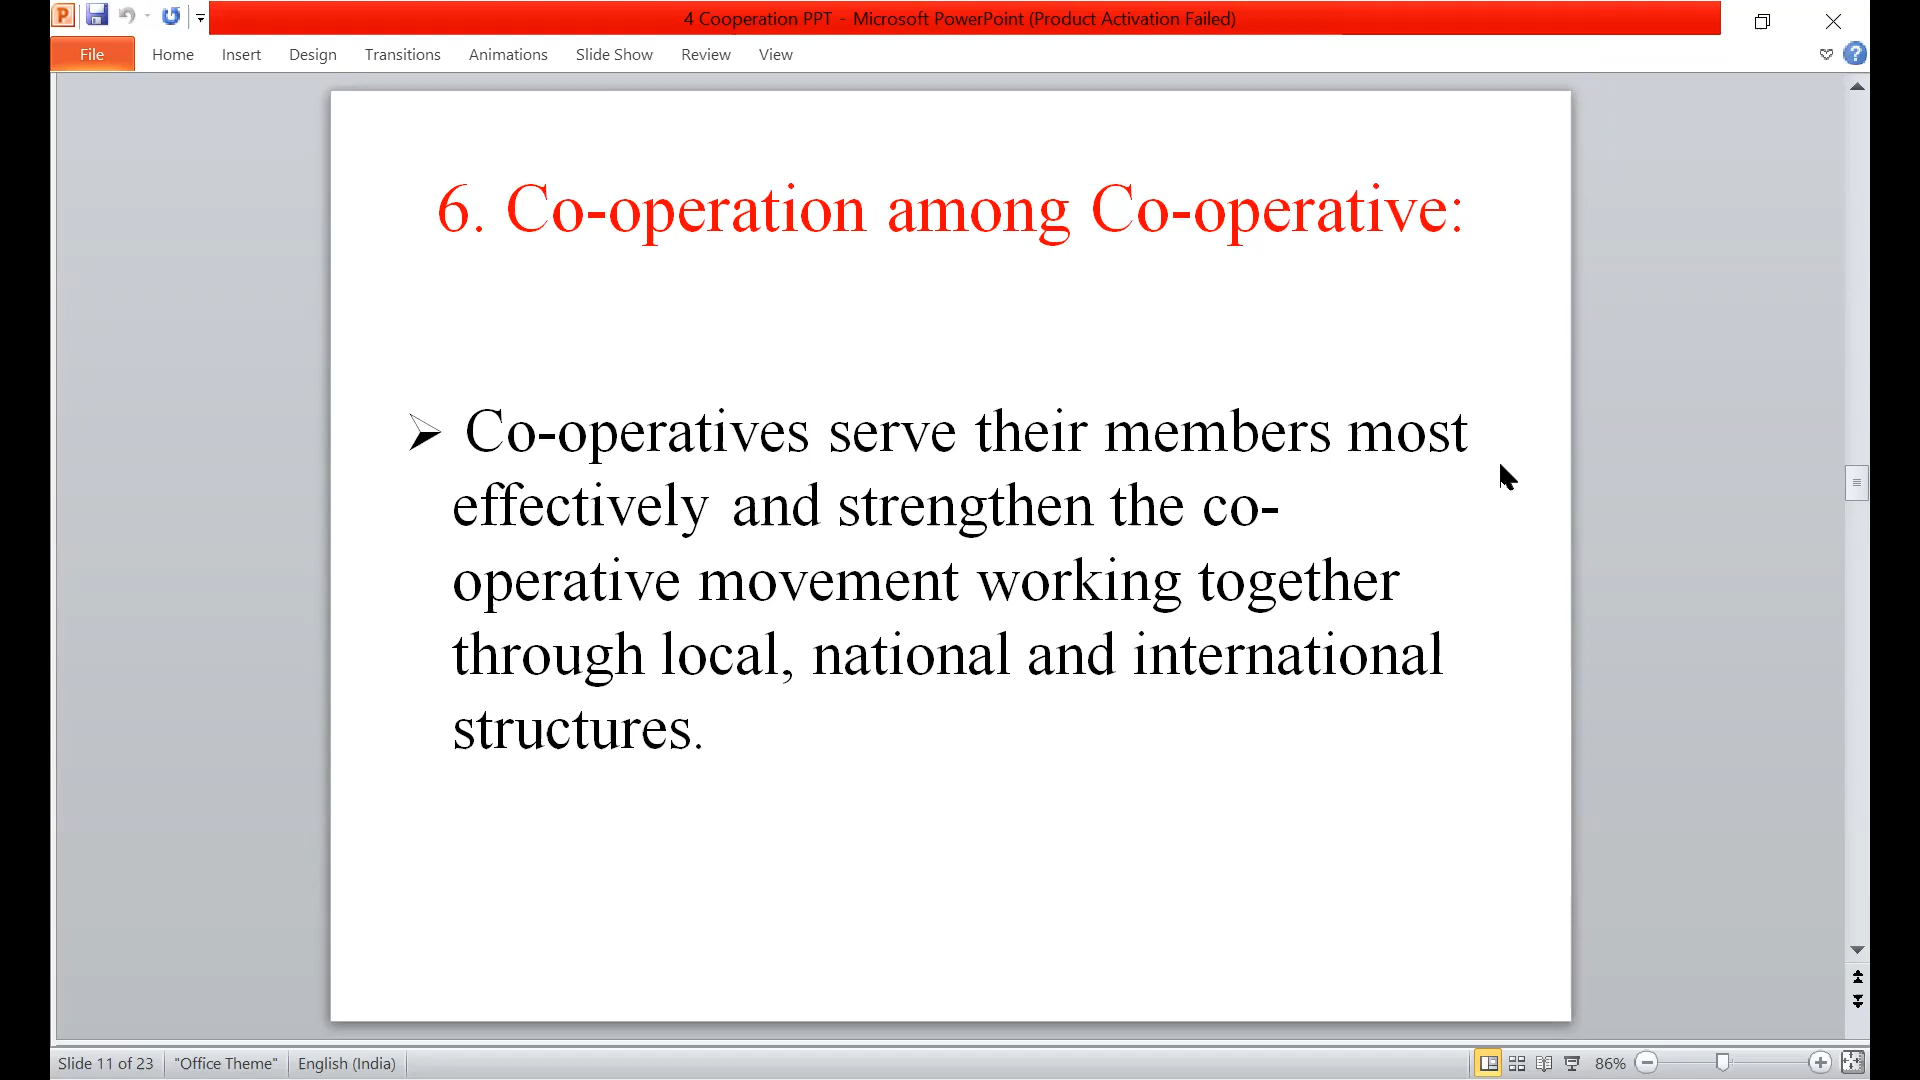 4 Cooperation PPT - Microsoft PowerPoint (Product Activation Failed)
File Home Insert Design Transitions Animations Slide Show Review View
6. Co-operation among Co-operative:
➢ Co-operatives serve their members most
effectively and strengthen the co-
operative movement working together
through local, national and international
structures.
Slide 11 of 23 "Office Theme" English (India) 86%